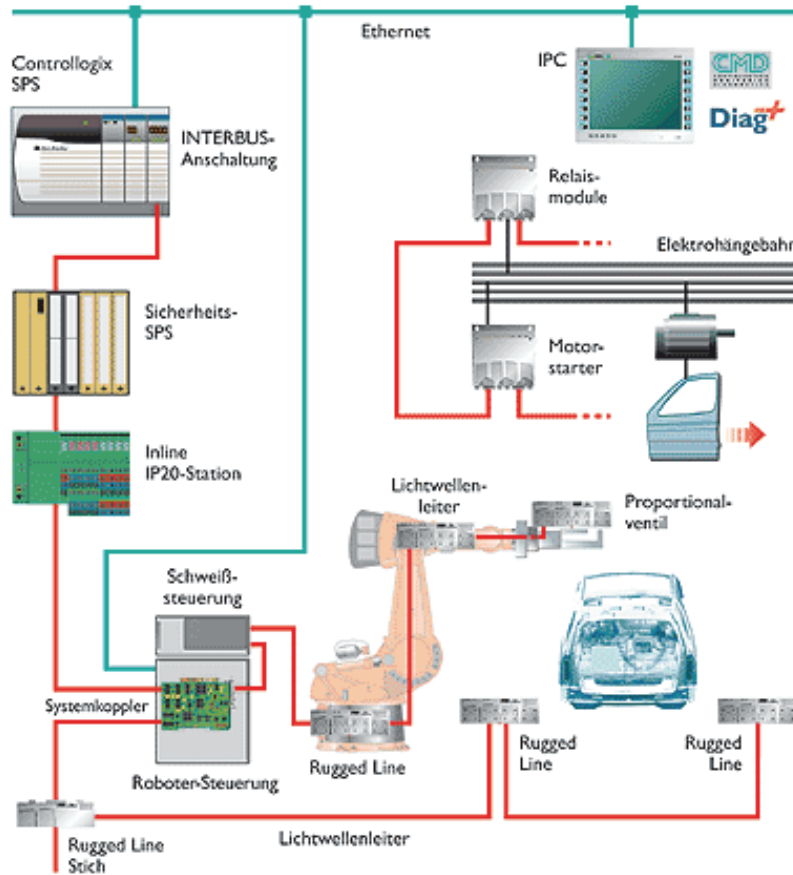 Ethernet
Controllogix
SPS
INTERBUS-
Anschaltung
IPC
CMD
Diag+
Relais-
module
Elektrohängebahn
Sicherheits-
SPS
Motor-
starter
Inline
IP20-Station
Lichtwellen-
leiter
Proportional-
ventil
Schweiß-
steuerung
Systemkoppler
Roboter-Steuerung
Rugged Line
Rugged
Line
Rugged
Line
Rugged Line
Stich
Lichtwellenleiter